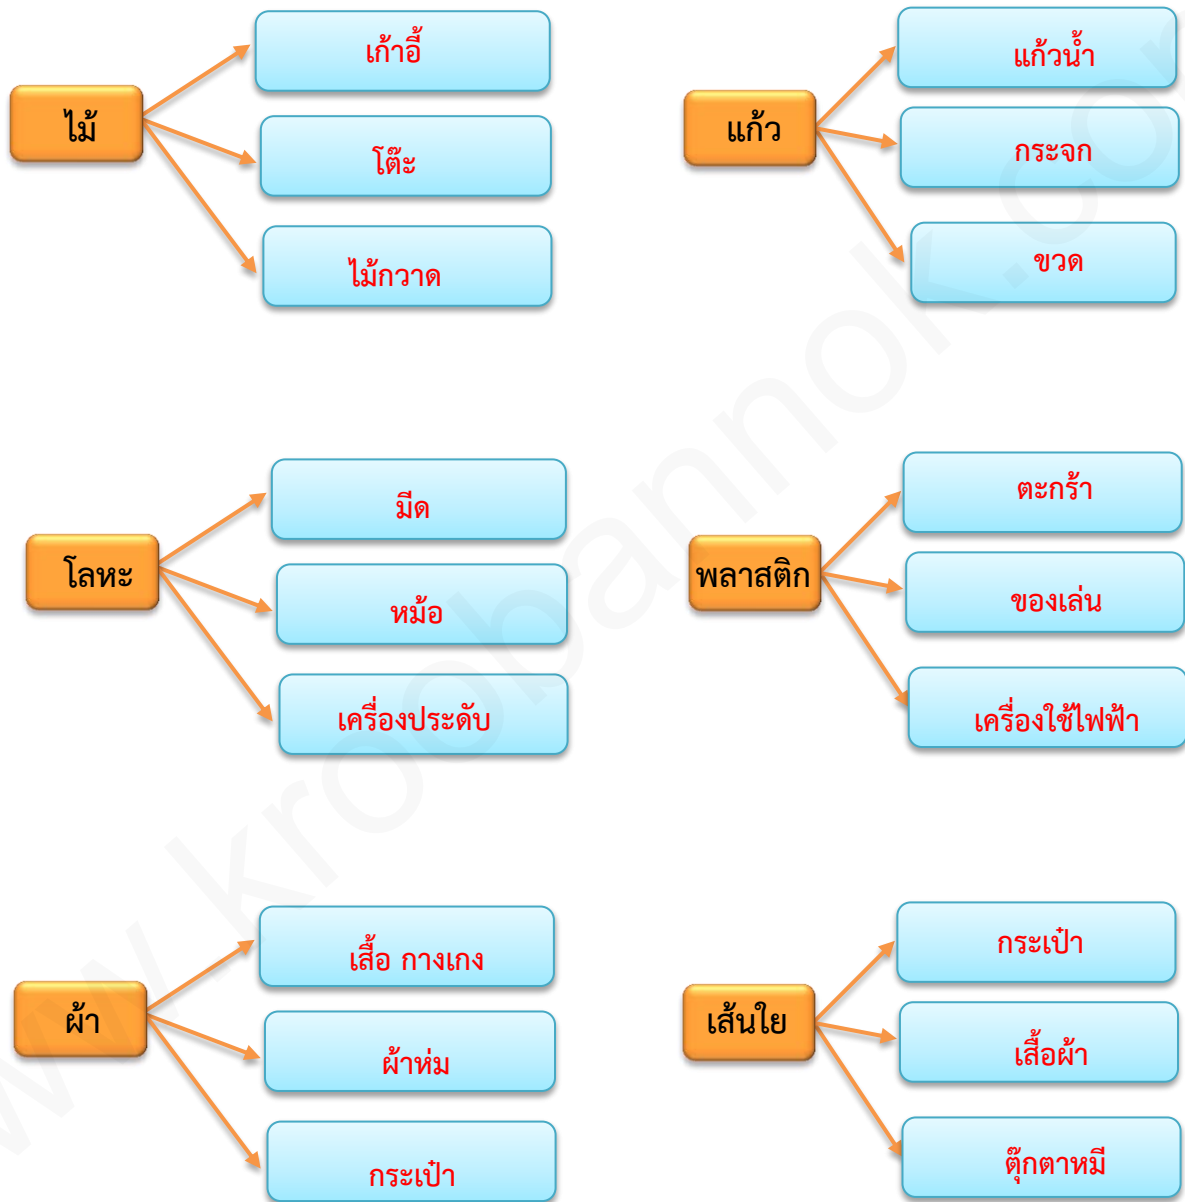 ไม้
เก้าอี้
โต๊ะ
ไม้กวาด
แก้ว
แก้วน้ำ
กระจก
ขวด
โลหะ
มีด
หม้อ
เครื่องประดับ
พลาสติก
ตะกร้า
ของเล่น
เครื่องใช้ไฟฟ้า
ผ้า
เสื้อ กางเกง
ผ้าห่ม
กระเป๋า
เส้นใย
กระเป๋า
เสื้อผ้า
ตุ๊กตาหมี
www.kroobannok.com